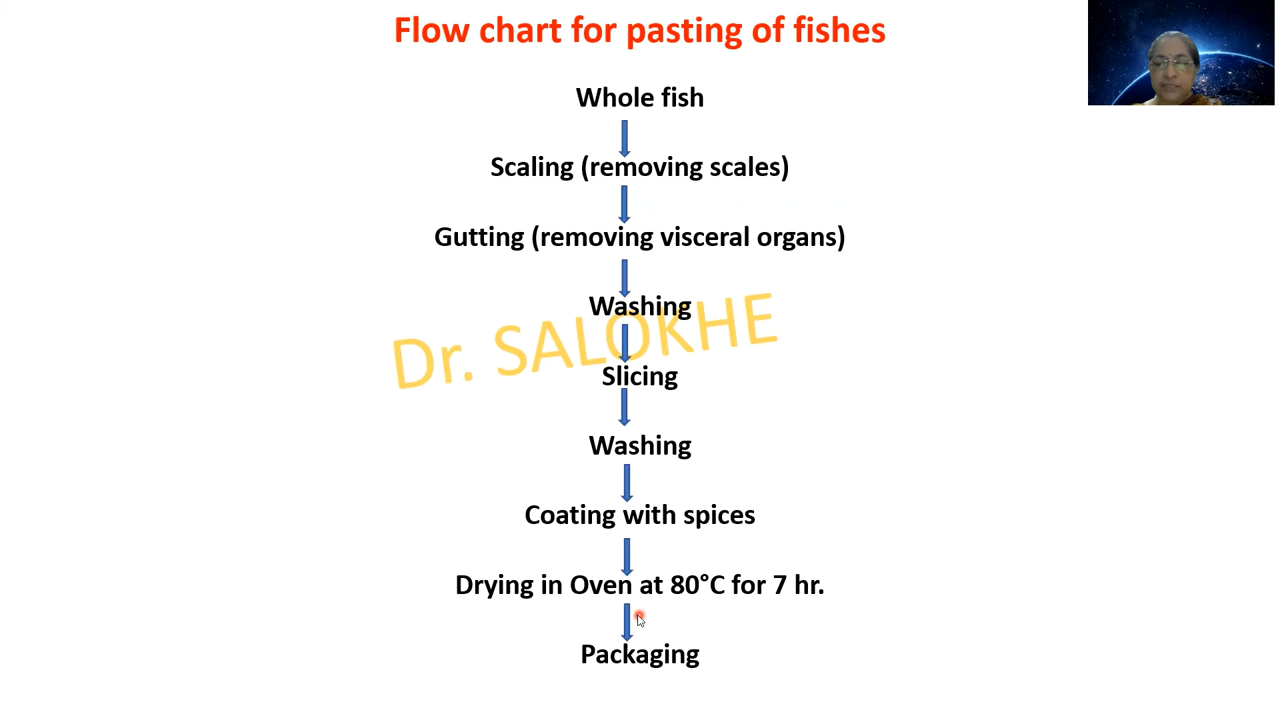 Flow chart for pasting of fishes
Whole fish
Scaling (removing scales)
Gutting (removing visceral organs)
Washing
Dr. SALOKHE
Slicing
Washing
Coating with spices
Drying in Oven at 80°C for 7 hr.
Packaging